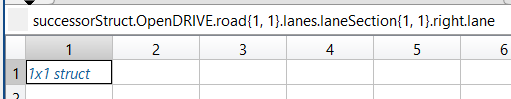 successorStruct.OpenDRIVE.road{1, 1}.lanes.laneSection{1, 1}.right.lane
1 2 3 4 5 6
1 1x1 struct
2